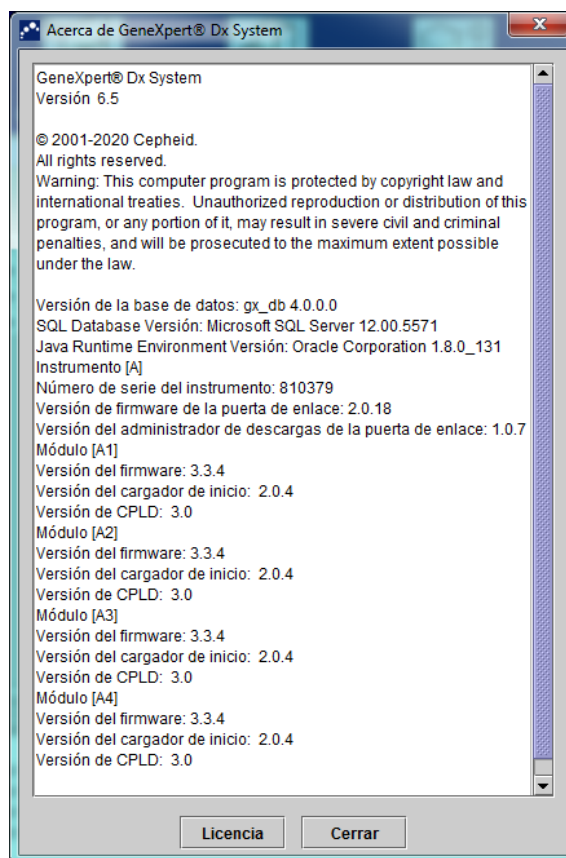 Acerca de GeneXpert® Dx System
GeneXpert® Dx System
Versión 6.5
© 2001-2020 Cepheid.
All rights reserved.
Warning: This computer program is protected by copyright law and
international treaties. Unauthorized reproduction or distribution of this
program, or any portion of it, may result in severe civil and criminal
penalties, and will be prosecuted to the maximum extent possible
under the law.
Versión de la base de datos: gx_db 4.0.0.0
SQL Database Versión: Microsoft SQL Server 12.00.5571
Java Runtime Environment Versión: Oracle Corporation 1.8.0_131
Instrumento [A]
Número de serie del instrumento: 810379
Versión de firmware de la puerta de enlace: 2.0.18
Versión del administrador de descargas de la puerta de enlace: 1.0.7
Módulo [A1]
Versión del firmware: 3.3.4
Versión del cargador de inicio: 2.0.4
Versión de CPLD: 3.0
Módulo [A2]
Versión del firmware: 3.3.4
Versión del cargador de inicio: 2.0.4
Versión de CPLD: 3.0
Módulo [A3]
Versión del firmware: 3.3.4
Versión del cargador de inicio: 2.0.4
Versión de CPLD: 3.0
Módulo [A4]
Versión del firmware: 3.3.4
Versión del cargador de inicio: 2.0.4
Versión de CPLD: 3.0
Licencia Cerrar